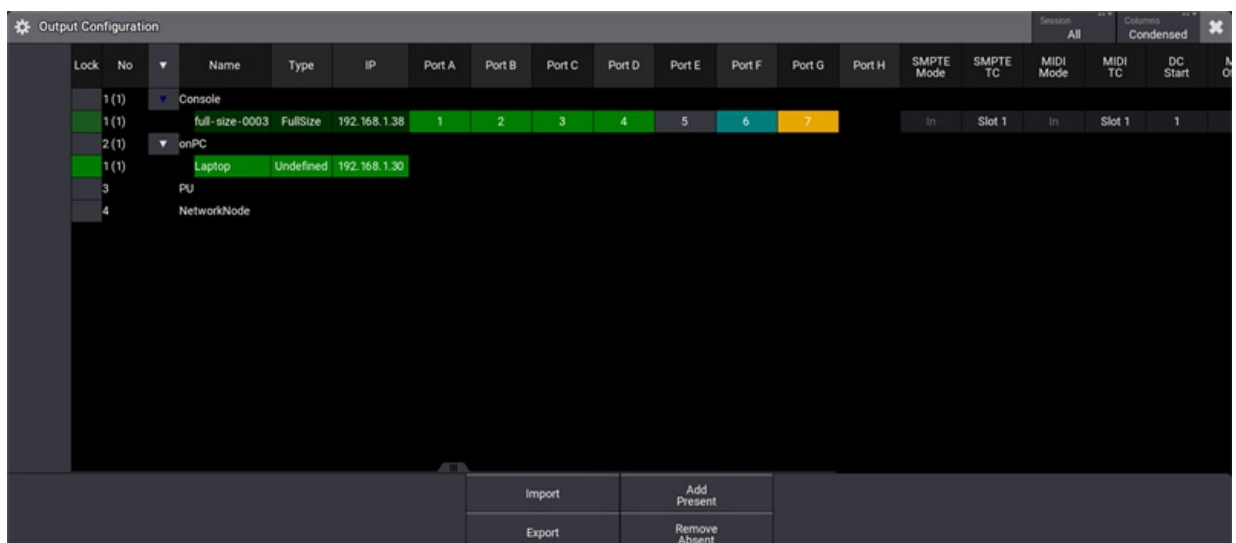 Output Configuration Session All Columns Condensed
Lock No Name Type IP Port A Port B Port C Port D Port E Port F Port G Port H SMPTE Mode SMPTE TC MIDI Mode MIDI TC DC Start
1 (1) Console
1 (1) full-size-0003 FullSize 192.168.1.38 1 2 3 4 5 6 7 In Slot 1 In Slot 1 1
2 (1) onPC
1 (1) Laptop Undefined 192.168.1.30
3 PU
4 NetworkNode
Import Add Present
Export Remove Absent